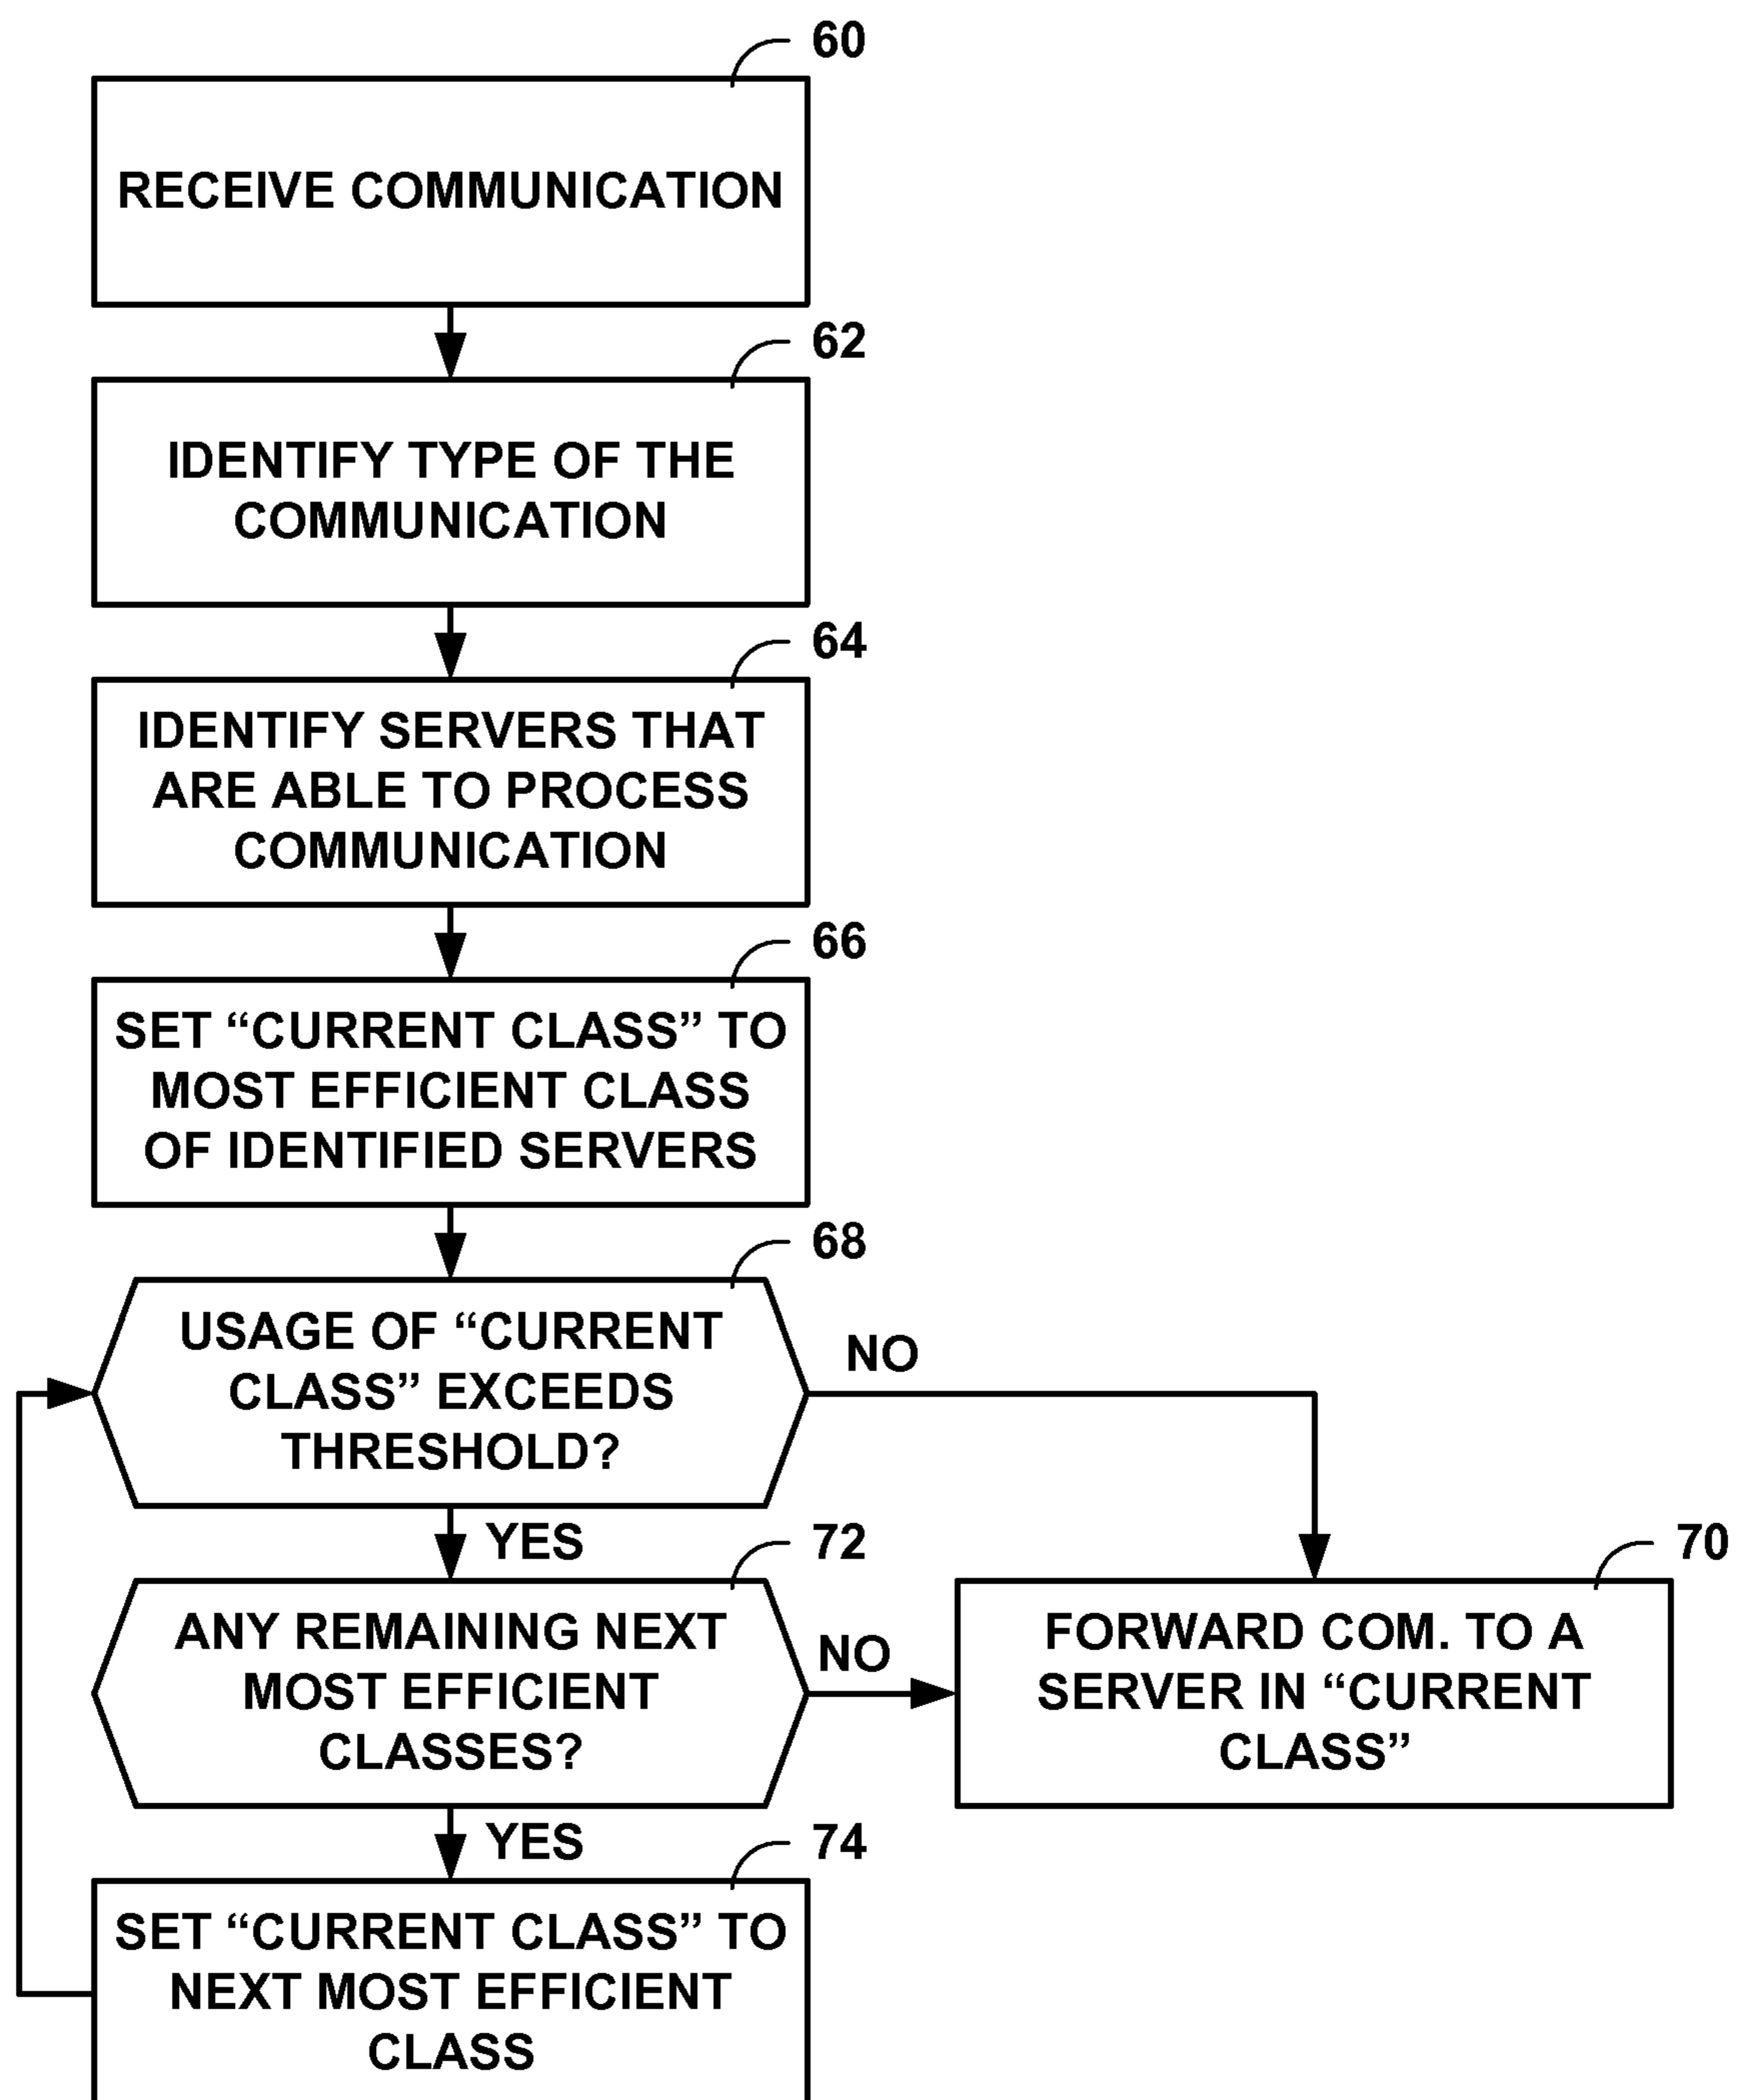 60
RECEIVE COMMUNICATION
62
IDENTIFY TYPE OF THE
COMMUNICATION
64
IDENTIFY SERVERS THAT
ARE ABLE TO PROCESS
COMMUNICATION
66
SET “CURRENT CLASS” TO
MOST EFFICIENT CLASS
OF IDENTIFIED SERVERS
68
USAGE OF “CURRENT
CLASS” EXCEEDS
THRESHOLD?
NO
YES
72
ANY REMAINING NEXT
MOST EFFICIENT
CLASSES?
NO
70
FORWARD COM. TO A
SERVER IN “CURRENT
CLASS”
YES
74
SET “CURRENT CLASS” TO
NEXT MOST EFFICIENT
CLASS